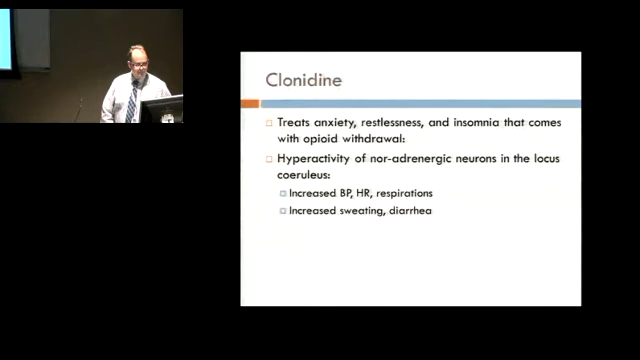 Clonidine
Treats anxiety, restlessness, and insomnia that comes
with opioid withdrawal:
Hyperactivity of nor-adrenergic neurons in the locus
coeruleus:
Increased BP, HR, respirations
Increased sweating, diarrhea